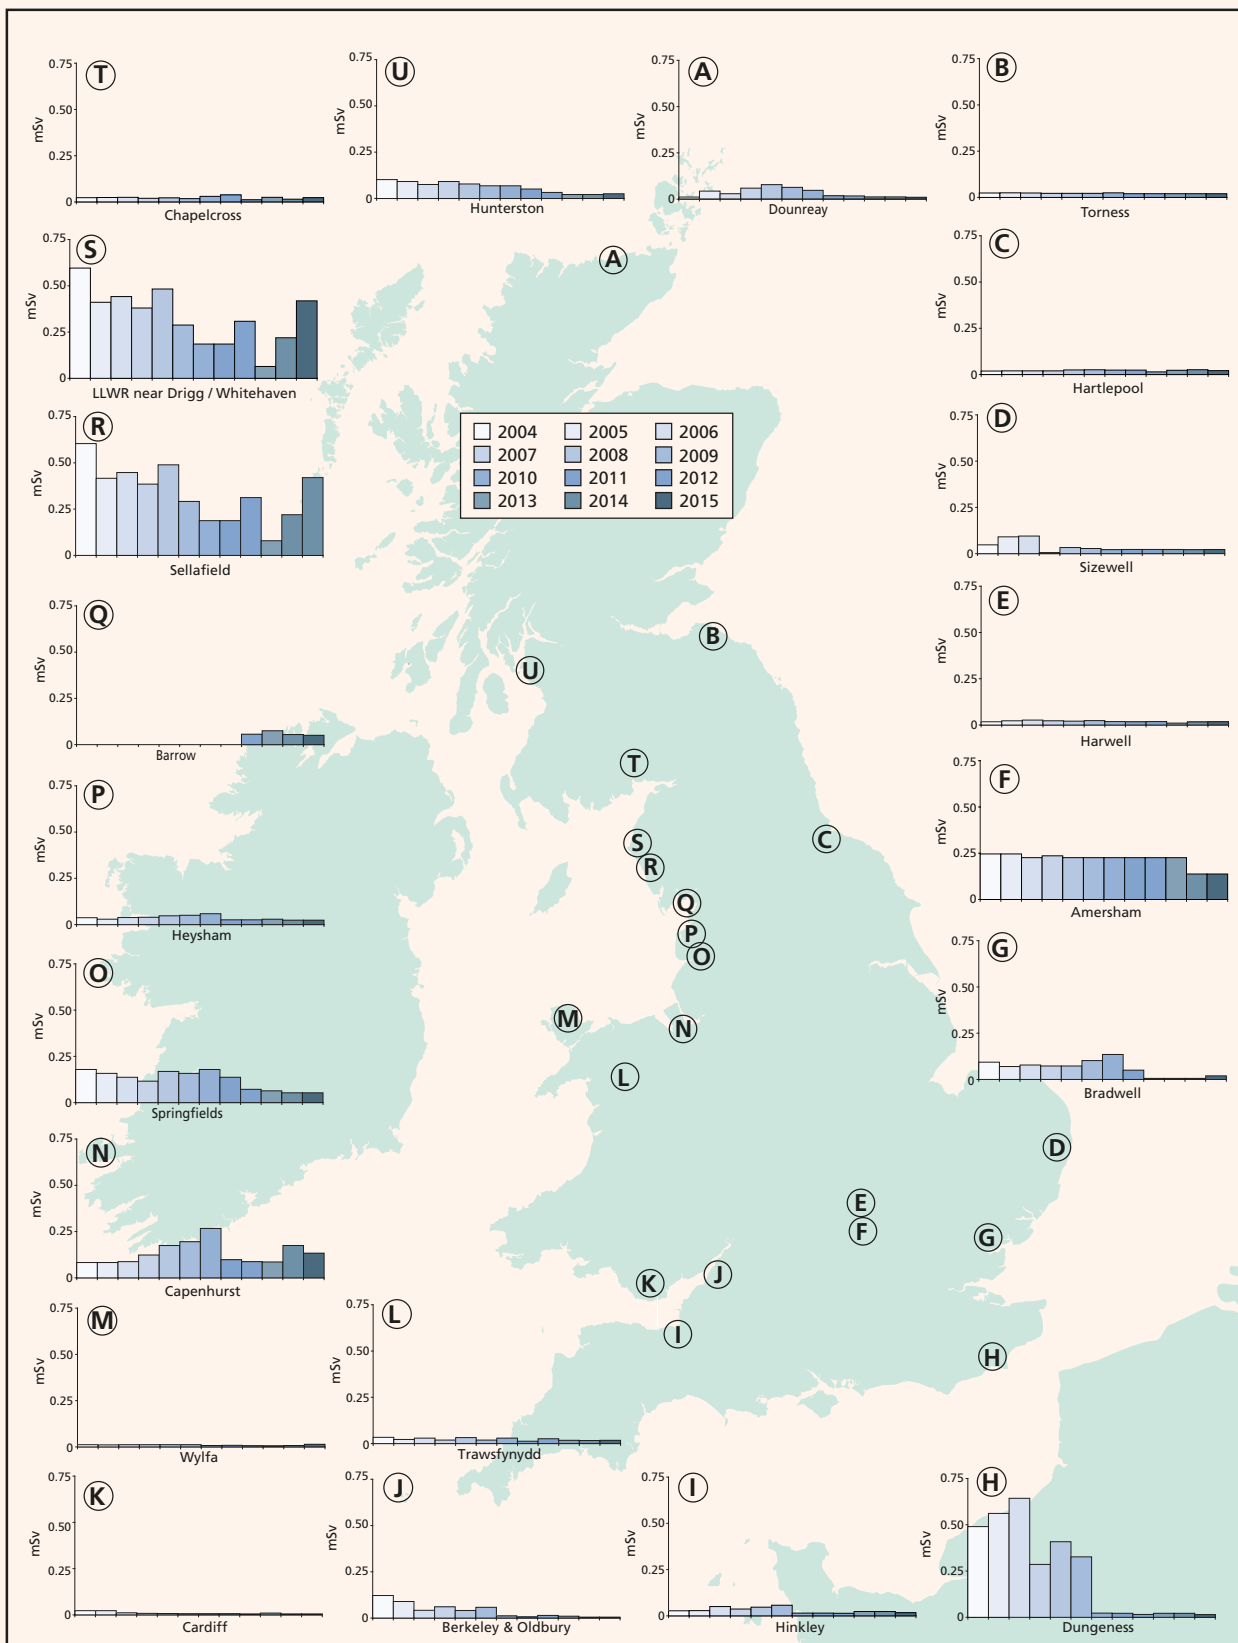 T
0.75
0.50
0.25
0
mSv
Chapelcross
U
0.75
0.50
0.25
0
mSv
Hunterston
A
0.75
0.50
0.25
0
mSv
Dounreay
B
0.75
0.50
0.25
0
mSv
Torness
S
0.75
0.50
0.25
0
mSv
LLWR near Drigg / Whitehaven
C
0.75
0.50
0.25
0
mSv
Hartlepool
R
0.75
0.50
0.25
0
mSv
Sellafield
2004 2005 2006
2007 2008 2009
2010 2011 2012
2013 2014 2015
D
0.75
0.50
0.25
0
mSv
Sizewell
Q
0.75
0.50
0.25
0
mSv
Barrow
E
0.75
0.50
0.25
0
mSv
Harwell
P
0.75
0.50
0.25
0
mSv
Heysham
F
0.75
0.50
0.25
0
mSv
Amersham
O
0.75
0.50
0.25
0
mSv
Springfields
G
0.75
0.50
0.25
0
mSv
Bradwell
N
0.75
0.50
0.25
0
mSv
Capenhurst
M
0.75
0.50
0.25
0
mSv
Wylfa
L
0.75
0.50
0.25
0
mSv
Trawsfynydd
K
0.75
0.50
0.25
0
mSv
Cardiff
J
0.75
0.50
0.25
0
mSv
Berkeley & Oldbury
I
0.75
0.50
0.25
0
mSv
Hinkley
H
0.75
0.50
0.25
0
mSv
Dungeness
A
B
U
T
S
C
R
Q
P
O
M
N
L
D
E
F
G
J
K
I
H